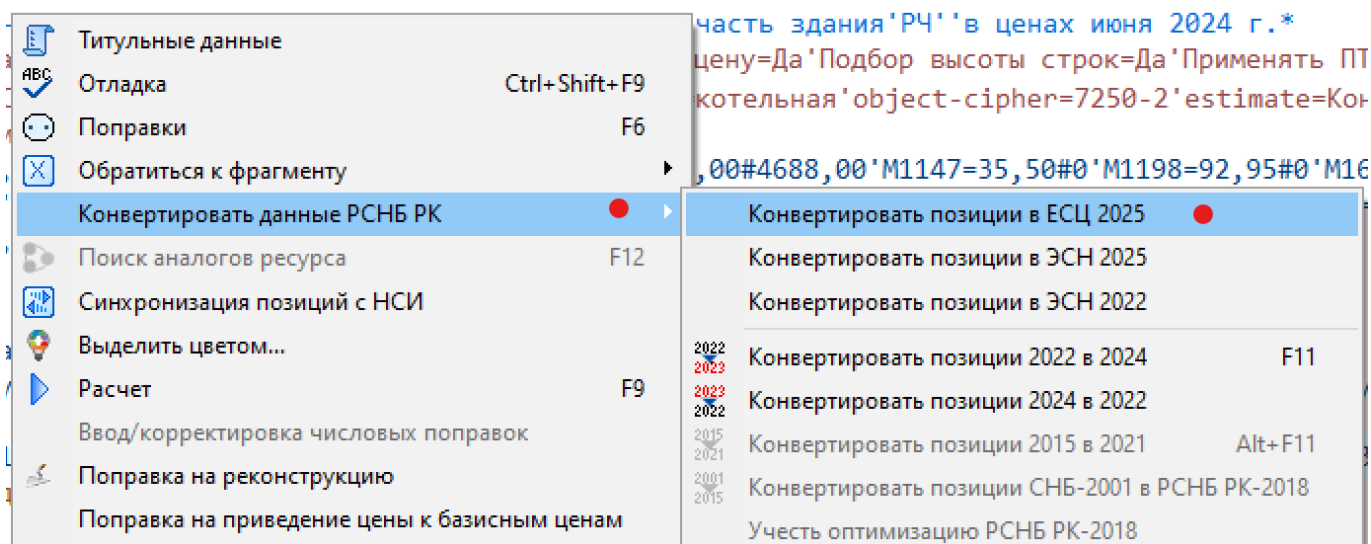 часть здания'РЧ''в ценах июня 2024 г.*
Титульные данные
цену=Да'Подбор высоты строк=Да'Применять ПТ
ABC Отладка Ctrl+Shift+F9
котельная'object-cipher=7250-2'estimate=Кон
Поправки F6
Обратиться к фрагменту
,00#4688,00'М1147=35,50#0'М1198=92,95#0'М16
Конвертировать данные РСНБ РК
Поиск аналогов ресурса F12
Синхронизация позиций с НСИ
Выделить цветом...
Расчет F9
Ввод/корректировка числовых поправок
Поправка на реконструкцию
Поправка на приведение цены к базисным ценам
Конвертировать позиции в ЕСЦ 2025
Конвертировать позиции в ЭСН 2025
Конвертировать позиции в ЭСН 2022
2022
2023
Конвертировать позиции 2022 в 2024 F11
2023
2022
Конвертировать позиции 2024 в 2022
2015
2021
Конвертировать позиции 2015 в 2021 Alt+F11
2001
2015
Конвертировать позиции СНБ-2001 в РСНБ РК-2018
Учесть оптимизацию РСНБ РК-2018